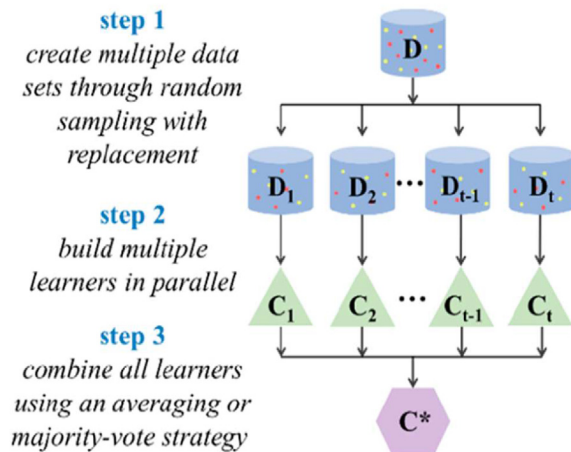 step 1
create multiple data
sets through random
sampling with
replacement
D
D1 D2 ... Dt-1 Dt
step 2
build multiple
learners in parallel
C1 C2 ... Ct-1 Ct
step 3
combine all learners
using an averaging or
majority-vote strategy
C*